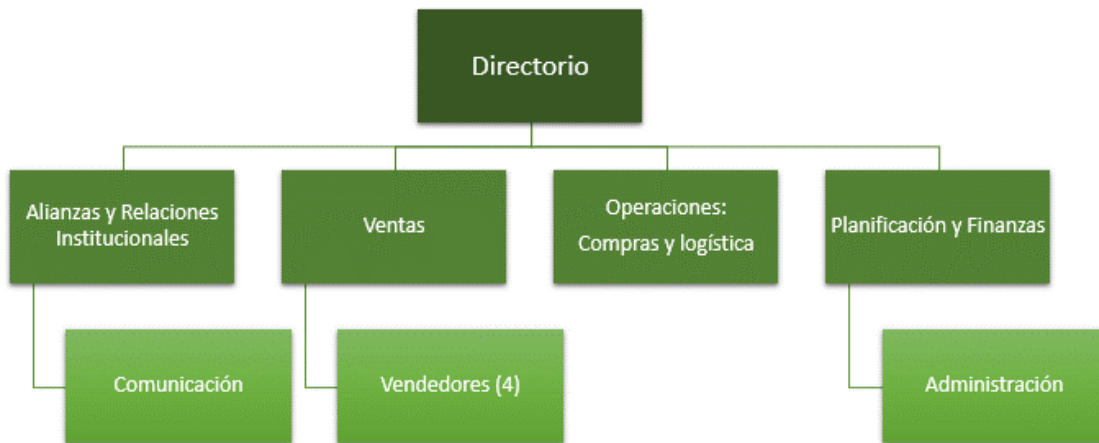 Directorio
Alianzas y Relaciones
Institucionales
Ventas
Operaciones:
Compras y logística
Planificación y Finanzas
Comunicación
Vendedores (4)
Administración